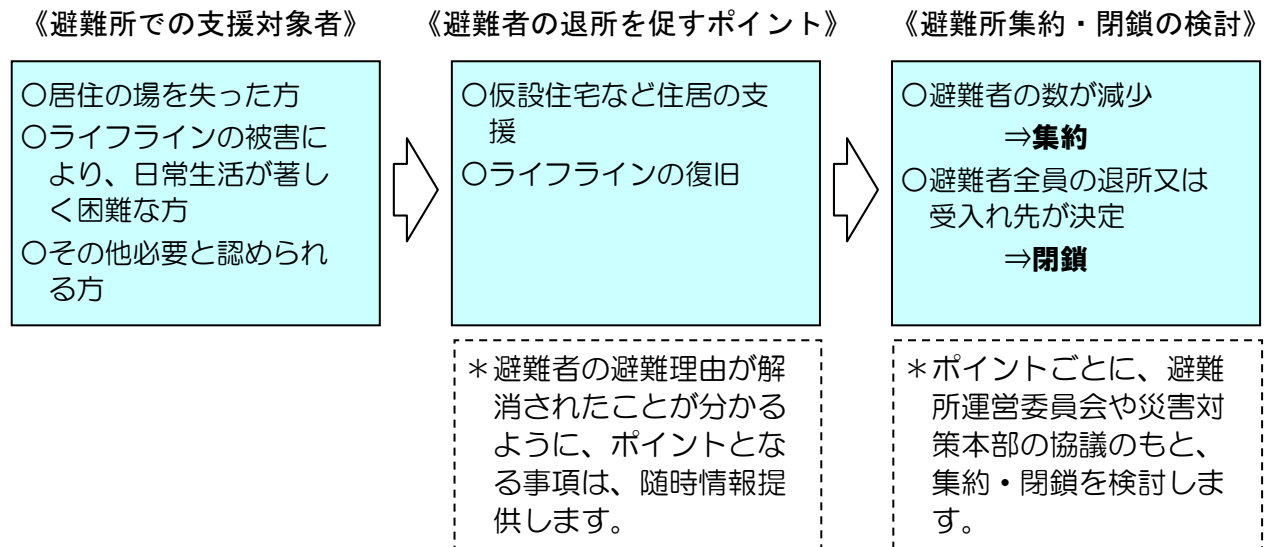 《避難所での支援対象者》
○居住の場を失った方
○ライフラインの被害に
より、日常生活が著し
く困難な方
○その他必要と認められ
る方
《避難者の退所を促すポイント》
○仮設住宅など住居の支
援
○ライフラインの復旧
＊避難者の避難理由が解
消されたことが分かる
ように、ポイントとな
る事項は、随時情報提
供します。
《避難所集約・閉鎖の検討》
○避難者の数が減少
⇒集約
○避難者全員の退所又は
受入れ先が決定
⇒閉鎖
＊ポイントごとに、避難
所運営委員会や災害対
策本部の協議のもと、
集約・閉鎖を検討しま
す。